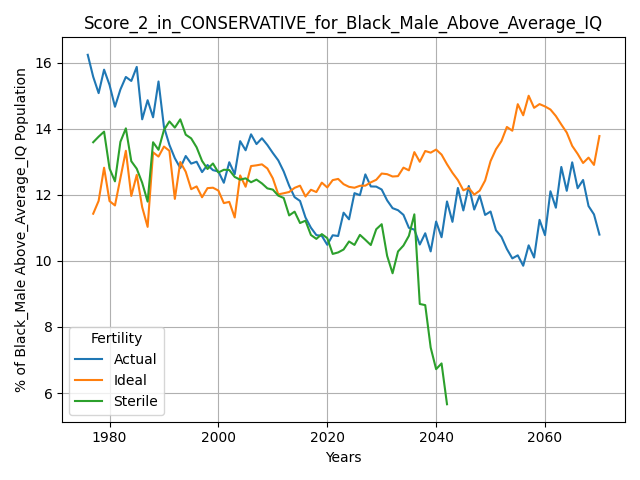 Score_2_in_CONSERVATIVE_for_Black_Male_Above_Average_IQ
% of Black_Male Above_Average_IQ Population
16
14
12
10
8
6
Fertility
Actual
Ideal
Sterile
1980
2000
2020
2040
2060
Years